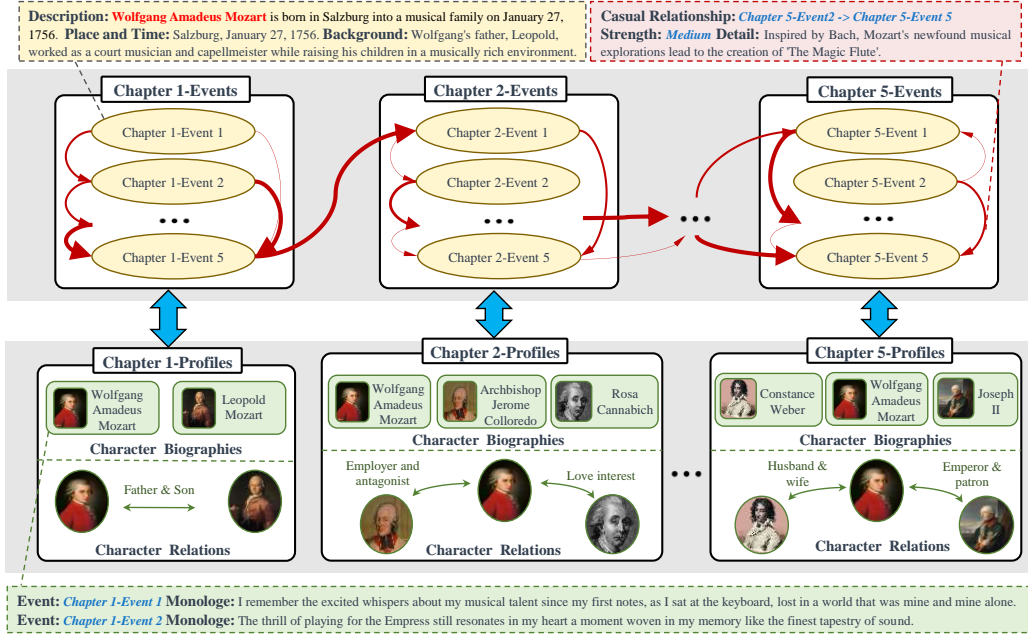 Description: Wolfgang Amadeus Mozart is born in Salzburg into a musical family on January 27,
1756. Place and Time: Salzburg, January 27, 1756. Background: Wolfgang's father, Leopold,
worked as a court musician and capellmeister while raising his children in a musically rich environment.
Casual Relationship: Chapter 5-Event2 -> Chapter 5-Event 5
Strength: Medium Detail: Inspired by Bach, Mozart's newfound musical
explorations lead to the creation of 'The Magic Flute'.
Chapter 1-Events
Chapter 1-Event 1
Chapter 1-Event 2
...
Chapter 1-Event 5
Chapter 2-Events
Chapter 2-Event 1
Chapter 2-Event 2
...
Chapter 2-Event 5
...
Chapter 5-Events
Chapter 5-Event 1
Chapter 5-Event 2
...
Chapter 5-Event 5
Chapter 1-Profiles
Wolfgang
Amadeus
Mozart
Leopold
Mozart
Character Biographies
Father & Son
Character Relations
Chapter 2-Profiles
Wolfgang
Amadeus
Mozart
Archbishop
Jerome
Colloredo
Rosa
Cannabich
Character Biographies
Employer and
antagonist
Love interest
Character Relations
...
Chapter 5-Profiles
Constance
Weber
Wolfgang
Amadeus
Mozart
Joseph
II
Character Biographies
Husband &
wife
Emperor &
patron
Character Relations
Event: Chapter 1-Event 1 Monologe: I remember the excited whispers about my musical talent since my first notes, as I sat at the keyboard, lost in a world that was mine and mine alone.
Event: Chapter 1-Event 2 Monologe: The thrill of playing for the Empress still resonates in my heart a moment woven in my memory like the finest tapestry of sound.